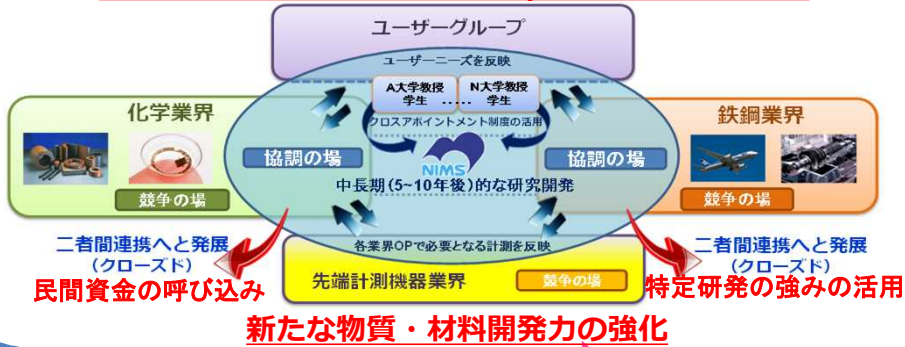 ユーザーグループ
ユーザーニーズを反映
A大学教授 N大学教授
学生 ‥‥‥ 学生
クロスアポイントメント制度の活用
化学業界
鉄鋼業界
協調の場
NIMS
協調の場
中長期(5~10年後)的な研究開発
競争の場
競争の場
二者間連携へと発展
(クローズド)
民間資金の呼び込み
各業界OPで必要となる計測を反映
先端計測機器業界
競争の場
二者間連携へと発展
(クローズド)
特定研発の強みの活用
新たな物質・材料開発力の強化